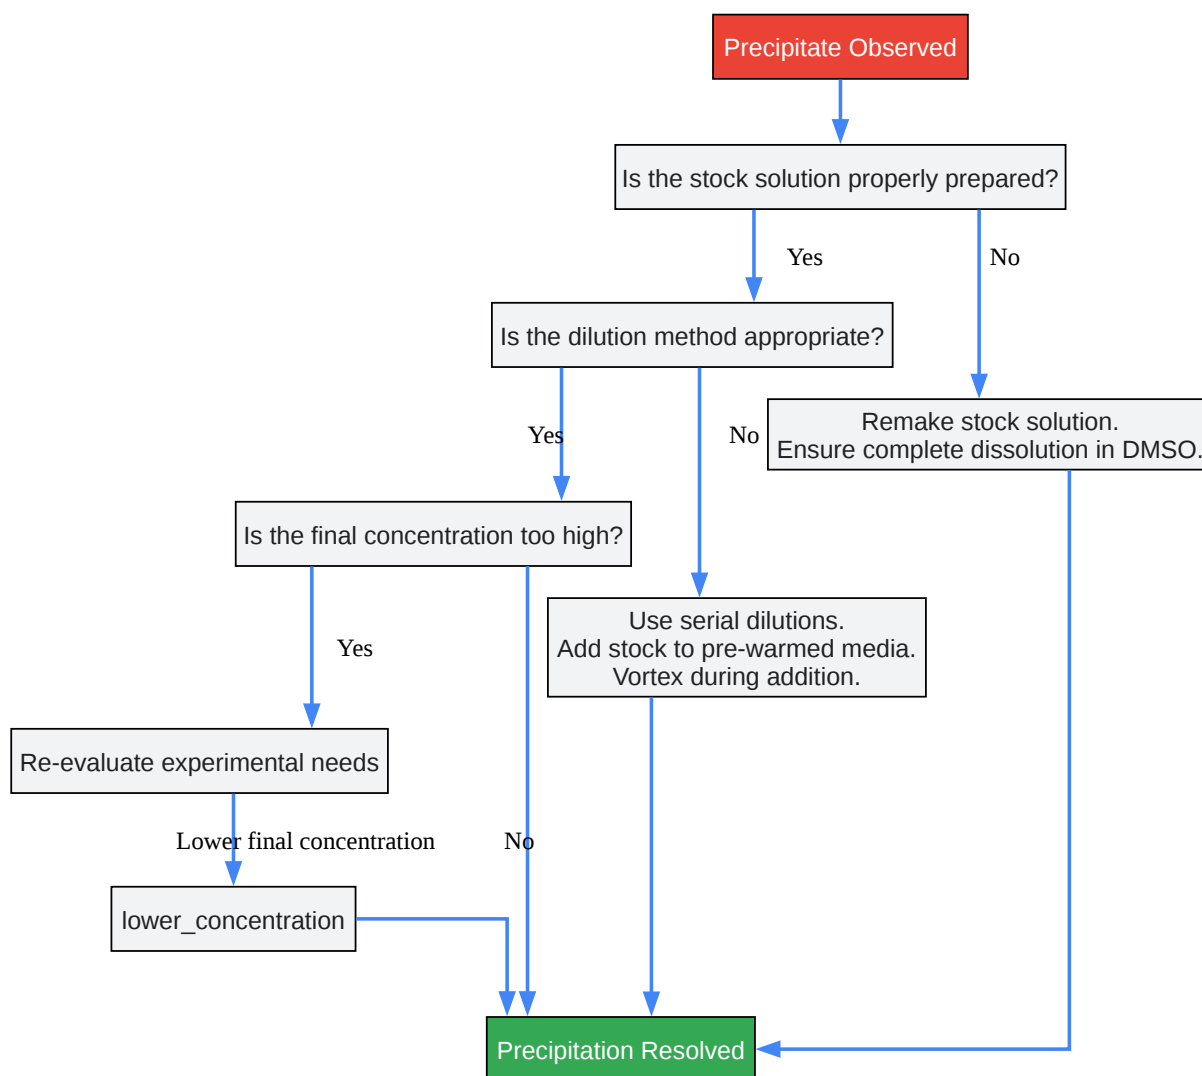 Precipitate Observed
Is the stock solution properly prepared?
Yes
No
Is the dilution method appropriate?
Remake stock solution.
Ensure complete dissolution in DMSO.
Yes
No
Is the final concentration too high?
Use serial dilutions.
Add stock to pre-warmed media.
Vortex during addition.
Yes
Re-evaluate experimental needs
Lower final concentration
No
lower_concentration
Precipitation Resolved